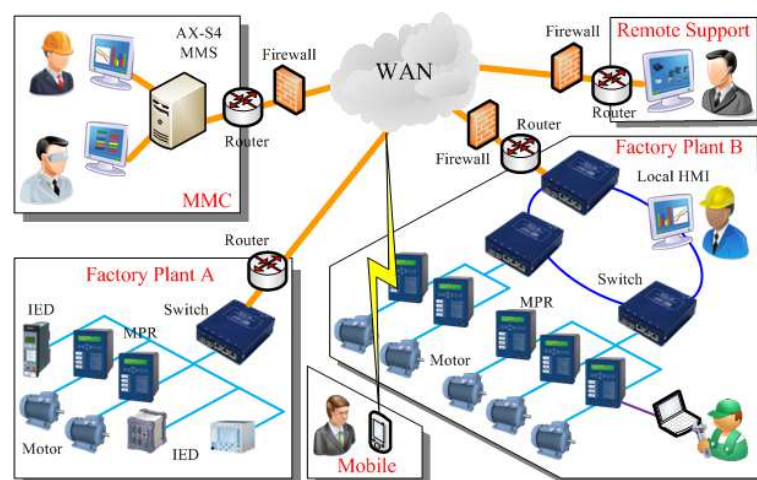 AX-S4
MMS
Firewall
Router
MMC
WAN
Firewall
Remote Support
Router
Router
Firewall
Factory Plant B
Local HMI
Switch
MPR
Motor
Router
Factory Plant A
Switch
IED
MPR
Motor
IED
Mobile